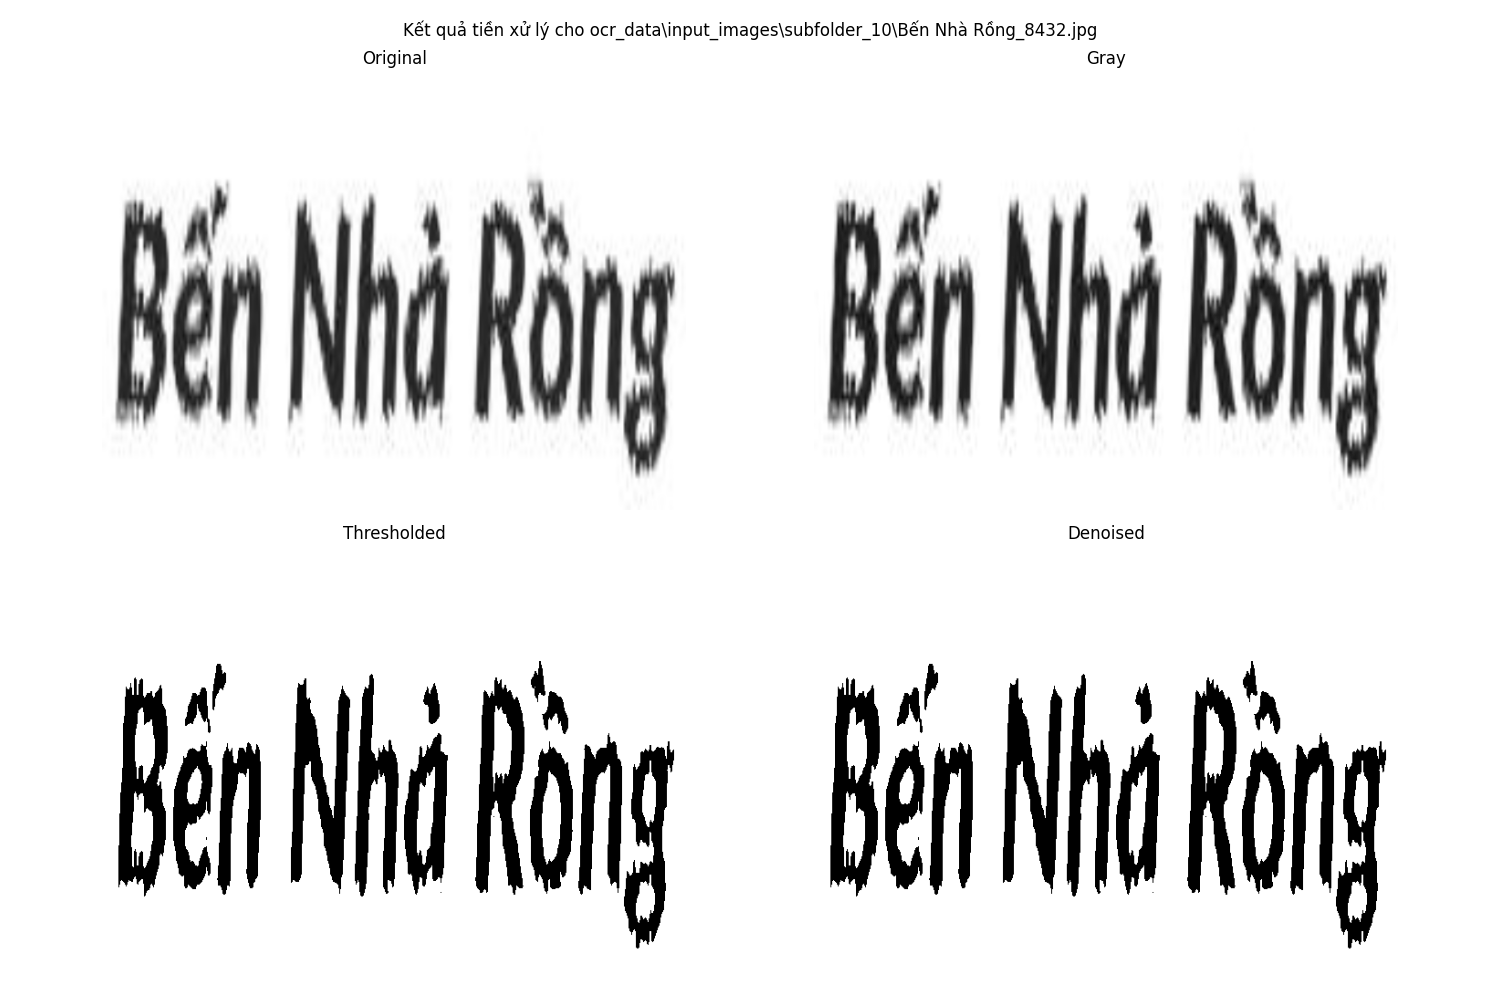 Kết quả tiền xử lý cho ocr_data\input_images\subfolder_10\Bến Nhà Rồng_8432.jpg
Original
Gray
Bến Nhà Rồng
Bến Nhà Rồng
Thresholded
Denoised
Bến Nhà Rồng
Bến Nhà Rồng